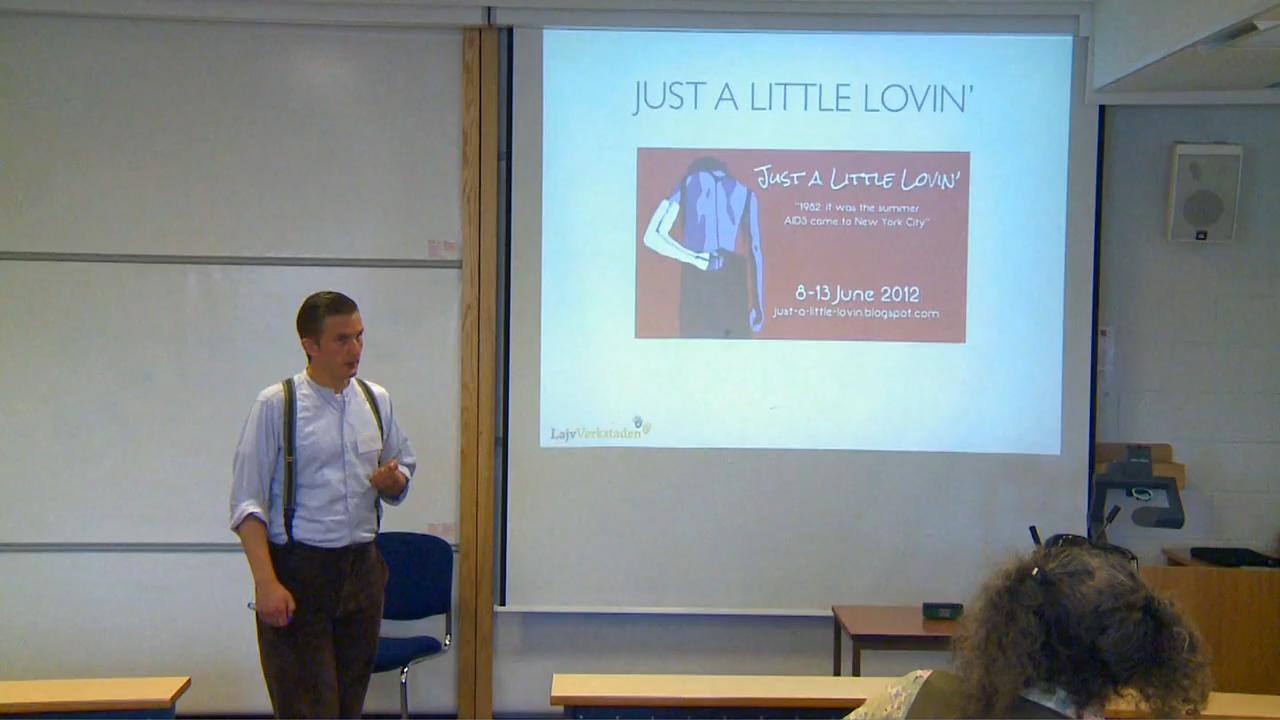 JUST A LITTLE LOVIN'
JUST A LITTLE LOVIN'
"1982: it was the summer
AIDS came to New York City"
8-13 June 2012
just-a-little-lovin.blogspot.com
LajvVerkstaden